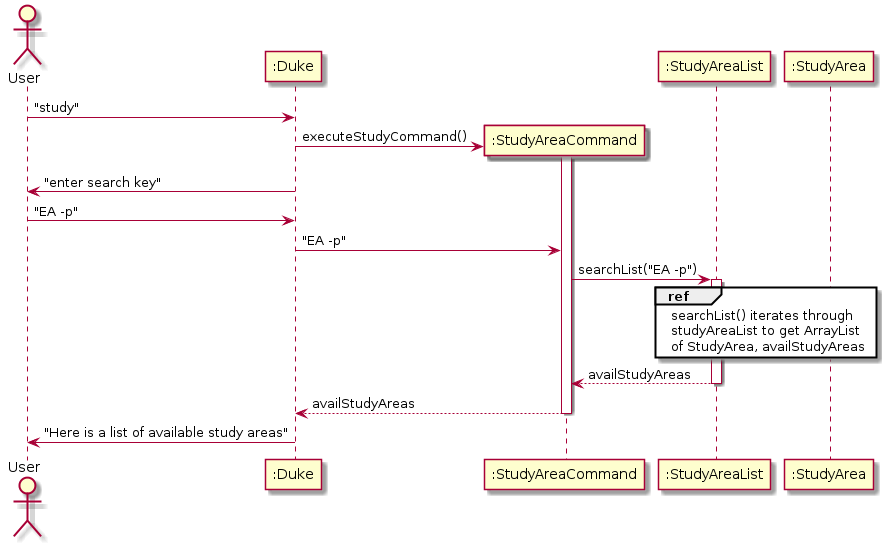 User
:Duke
:StudyAreaList
:StudyArea
"study"
executeStudyCommand()
:StudyAreaCommand
"enter search key"
"EA -p"
"EA -p"
searchList("EA -p")
ref
searchList() iterates through
studyAreaList to get ArrayList
of StudyArea, availStudyAreas
availStudyAreas
availStudyAreas
"Here is a list of available study areas"
User
:Duke
:StudyAreaCommand
:StudyAreaList
:StudyArea